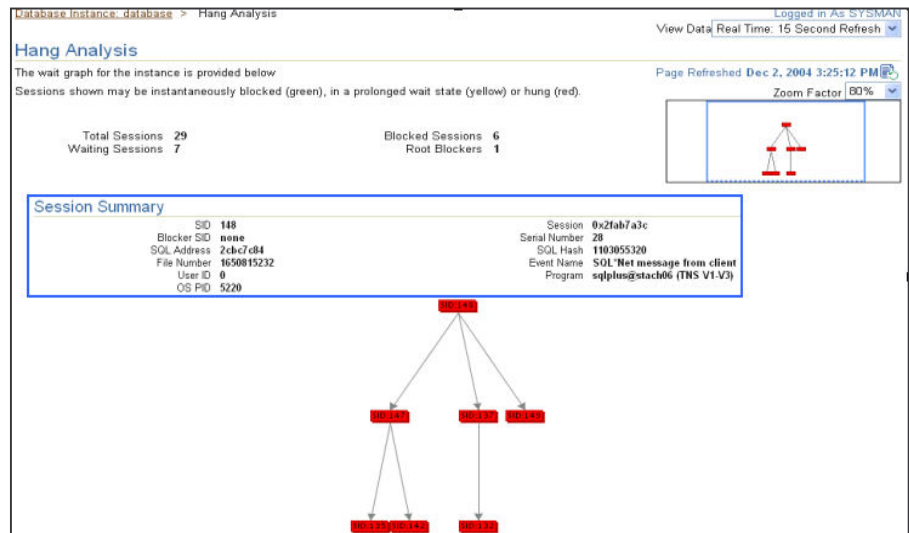 Database Instance: database > Hang Analysis
Logged in As SYSMAN
View Data Real Time: 15 Second Refresh
Hang Analysis
The wait graph for the instance is provided below
Page Refreshed Dec 2, 2004 3:25:12 PM
Sessions shown may be instantaneously blocked (green), in a prolonged wait state (yellow) or hung (red).
Zoom Factor 80%
Total Sessions 29
Blocked Sessions 6
Waiting Sessions 7
Root Blockers 1
Session Summary
SID 148
Session 0x2fab7a3c
Blocker SID none
Serial Number 28
SQL Address 2cbc7c84
SQL Hash 1103055320
File Number 1650815232
Event Name SQL*Net message from client
User ID 0
Program sqlplus@stach06 (TNS V1-V3)
OS PID 5220
SID:148
SID:147
SID:149